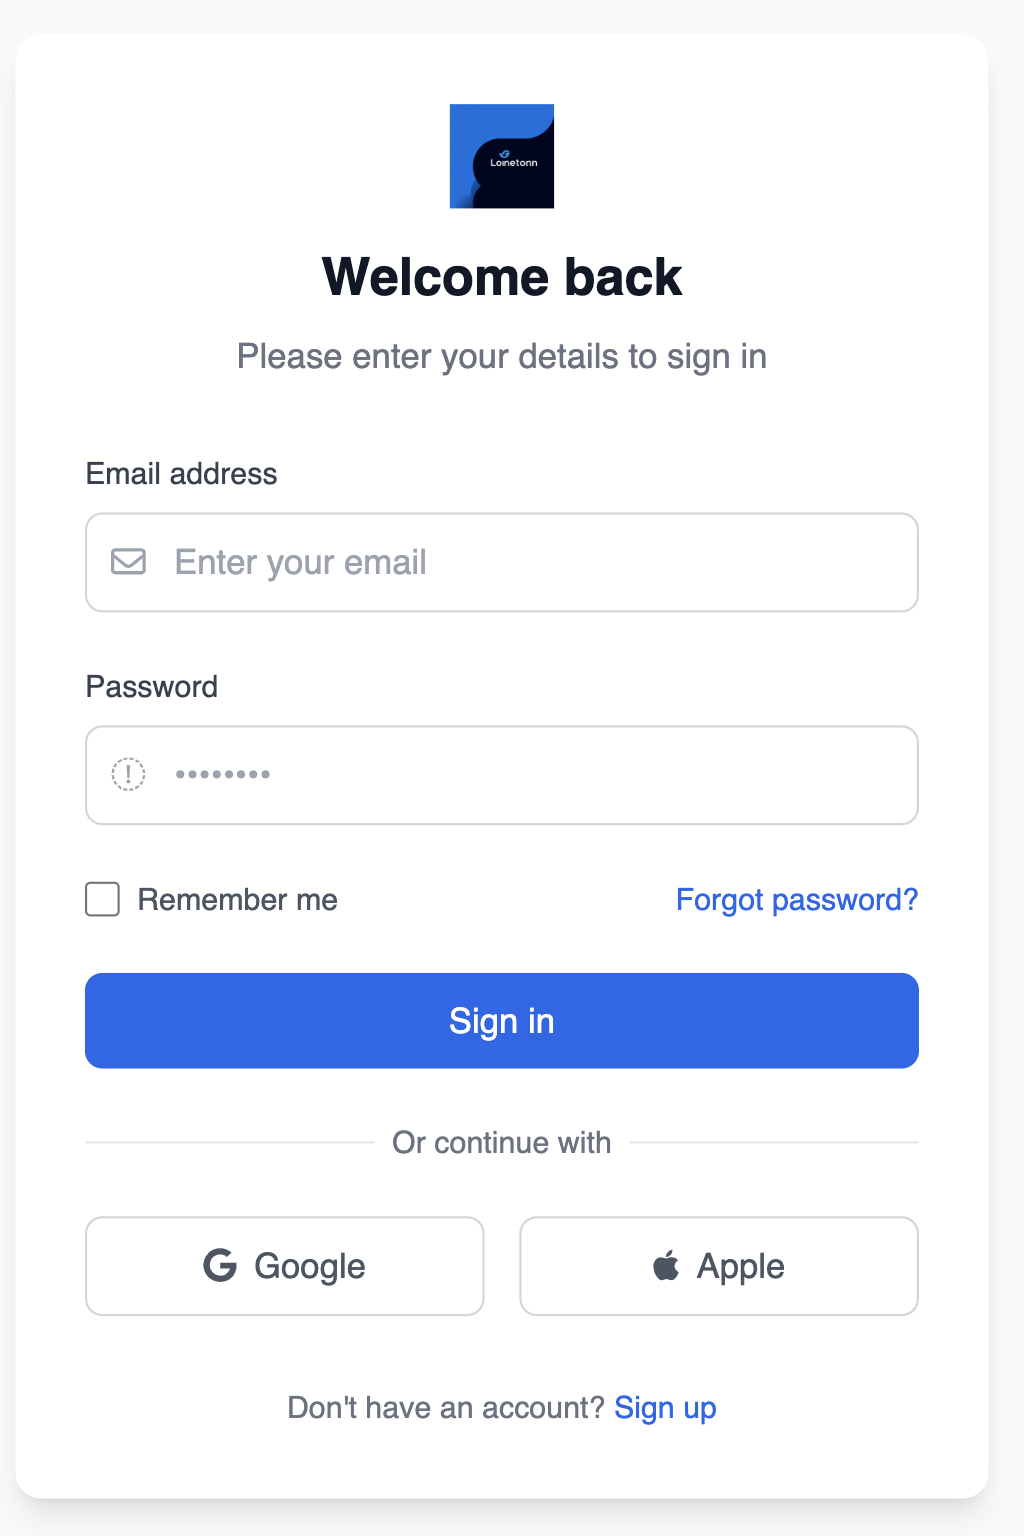 Loinetonn
Welcome back
Please enter your details to sign in
Email address
Enter your email
Password
••••••••
Remember me
Forgot password?
Sign in
Or continue with
Google
Apple
Don't have an account? Sign up